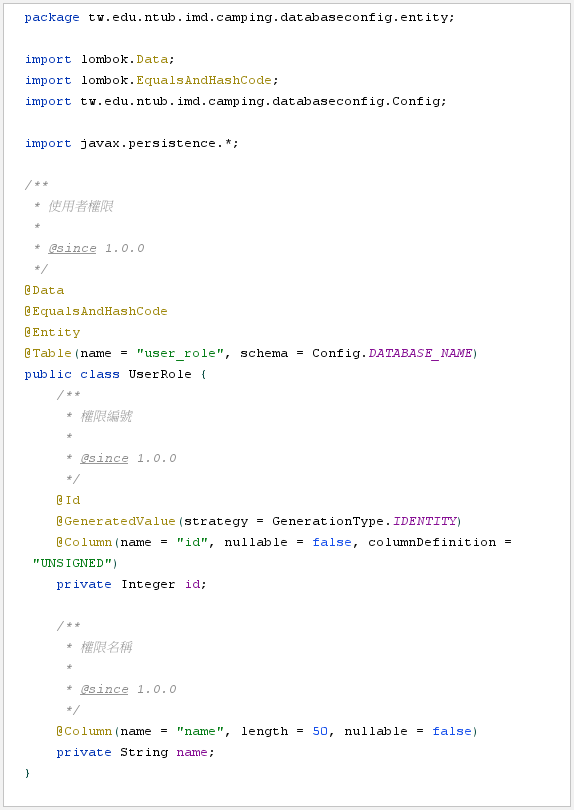 package tw.edu.ntub.imd.camping.databaseconfig.entity;
import lombok.Data;
import lombok.EqualsAndHashCode;
import tw.edu.ntub.imd.camping.databaseconfig.Config;
import javax.persistence.*;
/**
* 使用者權限
*
* @since 1.0.0
*/
@Data
@EqualsAndHashCode
@Entity
@Table(name = "user_role", schema = Config.DATABASE_NAME)
public class UserRole {
/**
* 權限編號
*
* @since 1.0.0
*/
@Id
@GeneratedValue(strategy = GenerationType.IDENTITY)
@Column(name = "id", nullable = false, columnDefinition =
"UNSIGNED")
private Integer id;
/**
* 權限名稱
*
* @since 1.0.0
*/
@Column(name = "name", length = 50, nullable = false)
private String name;
}